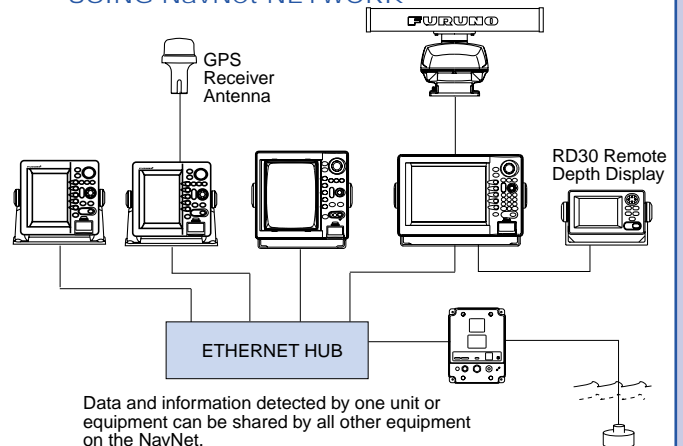 USING NavNet NETWORK
FURUNO
GPS
Receiver
Antenna
RD30 Remote
Depth Display
ETHERNET HUB
Data and information detected by one unit or
equipment can be shared by all other equipment
on the NavNet.